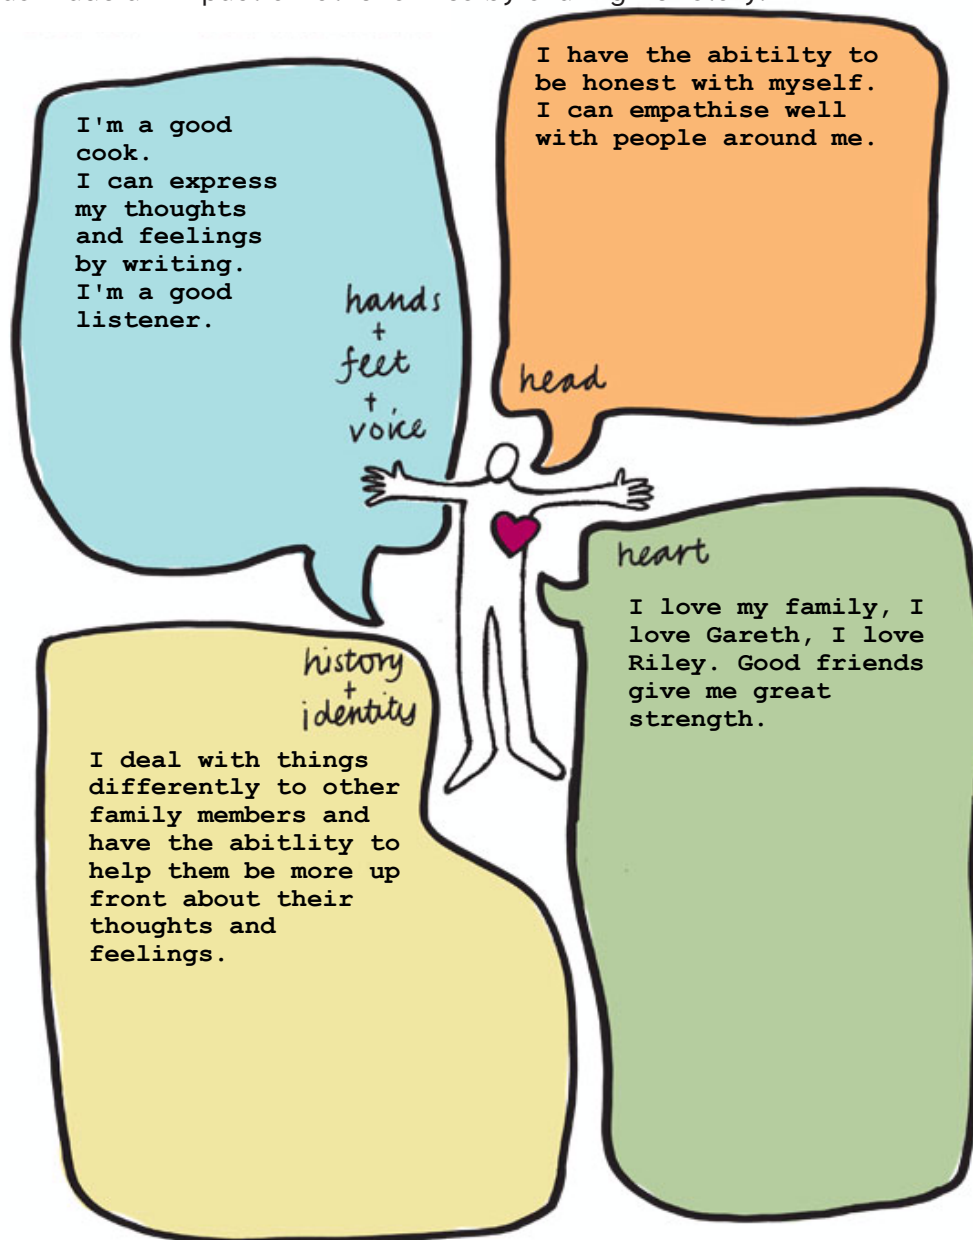 I'm a good
cook.
I can express
my thoughts
and feelings
by writing.
I'm a good
listener.
hands
+
feet
+
voice
I have the abitilty to
be honest with myself.
I can empathise well
with people around me.
head
heart
I love my family, I
love Gareth, I love
Riley. Good friends
give me great
strength.
history
+
identity
I deal with things
differently to other
family members and
have the abitlity to
help them be more up
front about their
thoughts and
feelings.